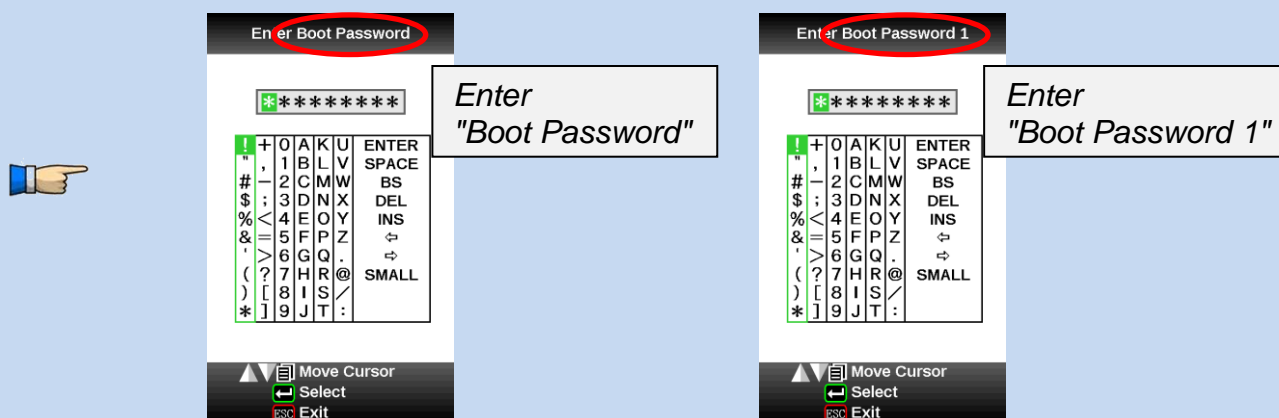 Enter Boot Password
*********
Enter
"Boot Password"
! + 0 A K U ENTER
" , 1 B L V SPACE
# - 2 C M W BS
$ ; 3 D N X DEL
% < 4 E O Y INS
& = 5 F P Z ⇦
' > 6 G Q . ⇨
( ? 7 H R @ SMALL
) [ 8 I S /
* ] 9 J T :
Move Cursor
Select
ESC Exit
Enter Boot Password 1
*********
Enter
"Boot Password 1"
! + 0 A K U ENTER
" , 1 B L V SPACE
# - 2 C M W BS
$ ; 3 D N X DEL
% < 4 E O Y INS
& = 5 F P Z ⇦
' > 6 G Q . ⇨
( ? 7 H R @ SMALL
) [ 8 I S /
* ] 9 J T :
Move Cursor
Select
ESC Exit